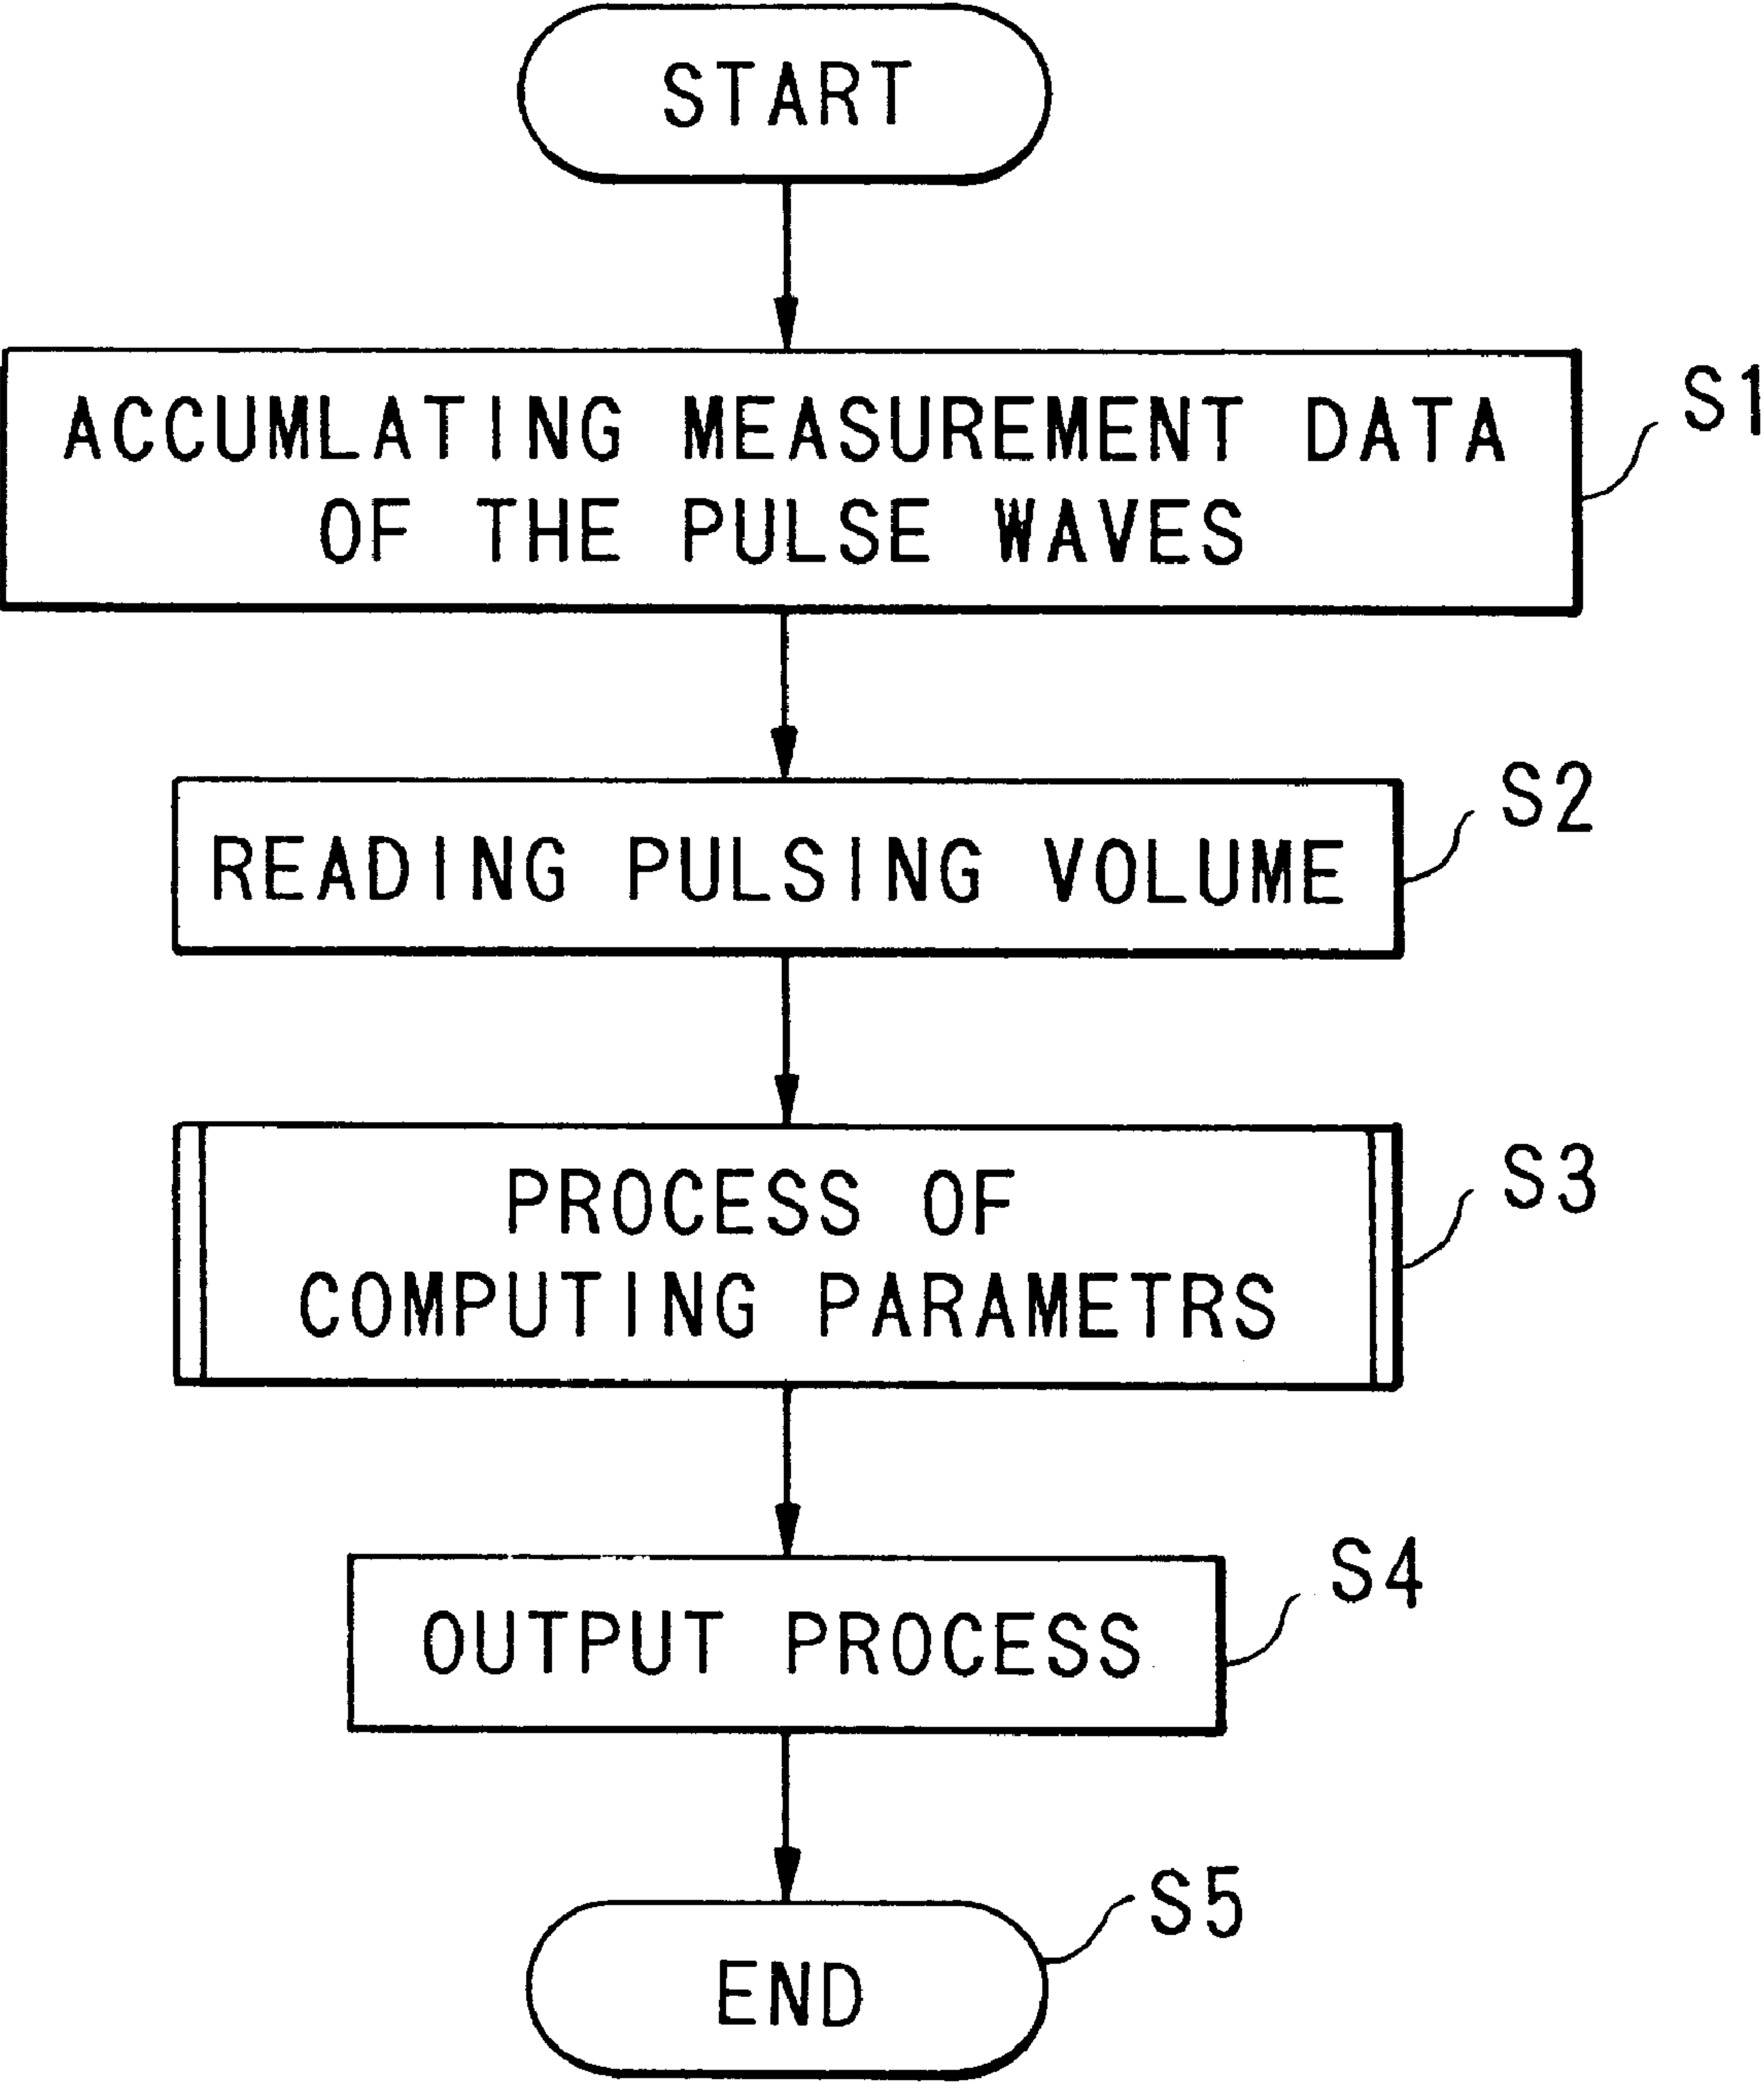 START
ACCUMLATING MEASUREMENT DATA
OF THE PULSE WAVES
S1
READING PULSING VOLUME
S2
PROCESS OF
COMPUTING PARAMETRS
S3
OUTPUT PROCESS
S4
END
S5